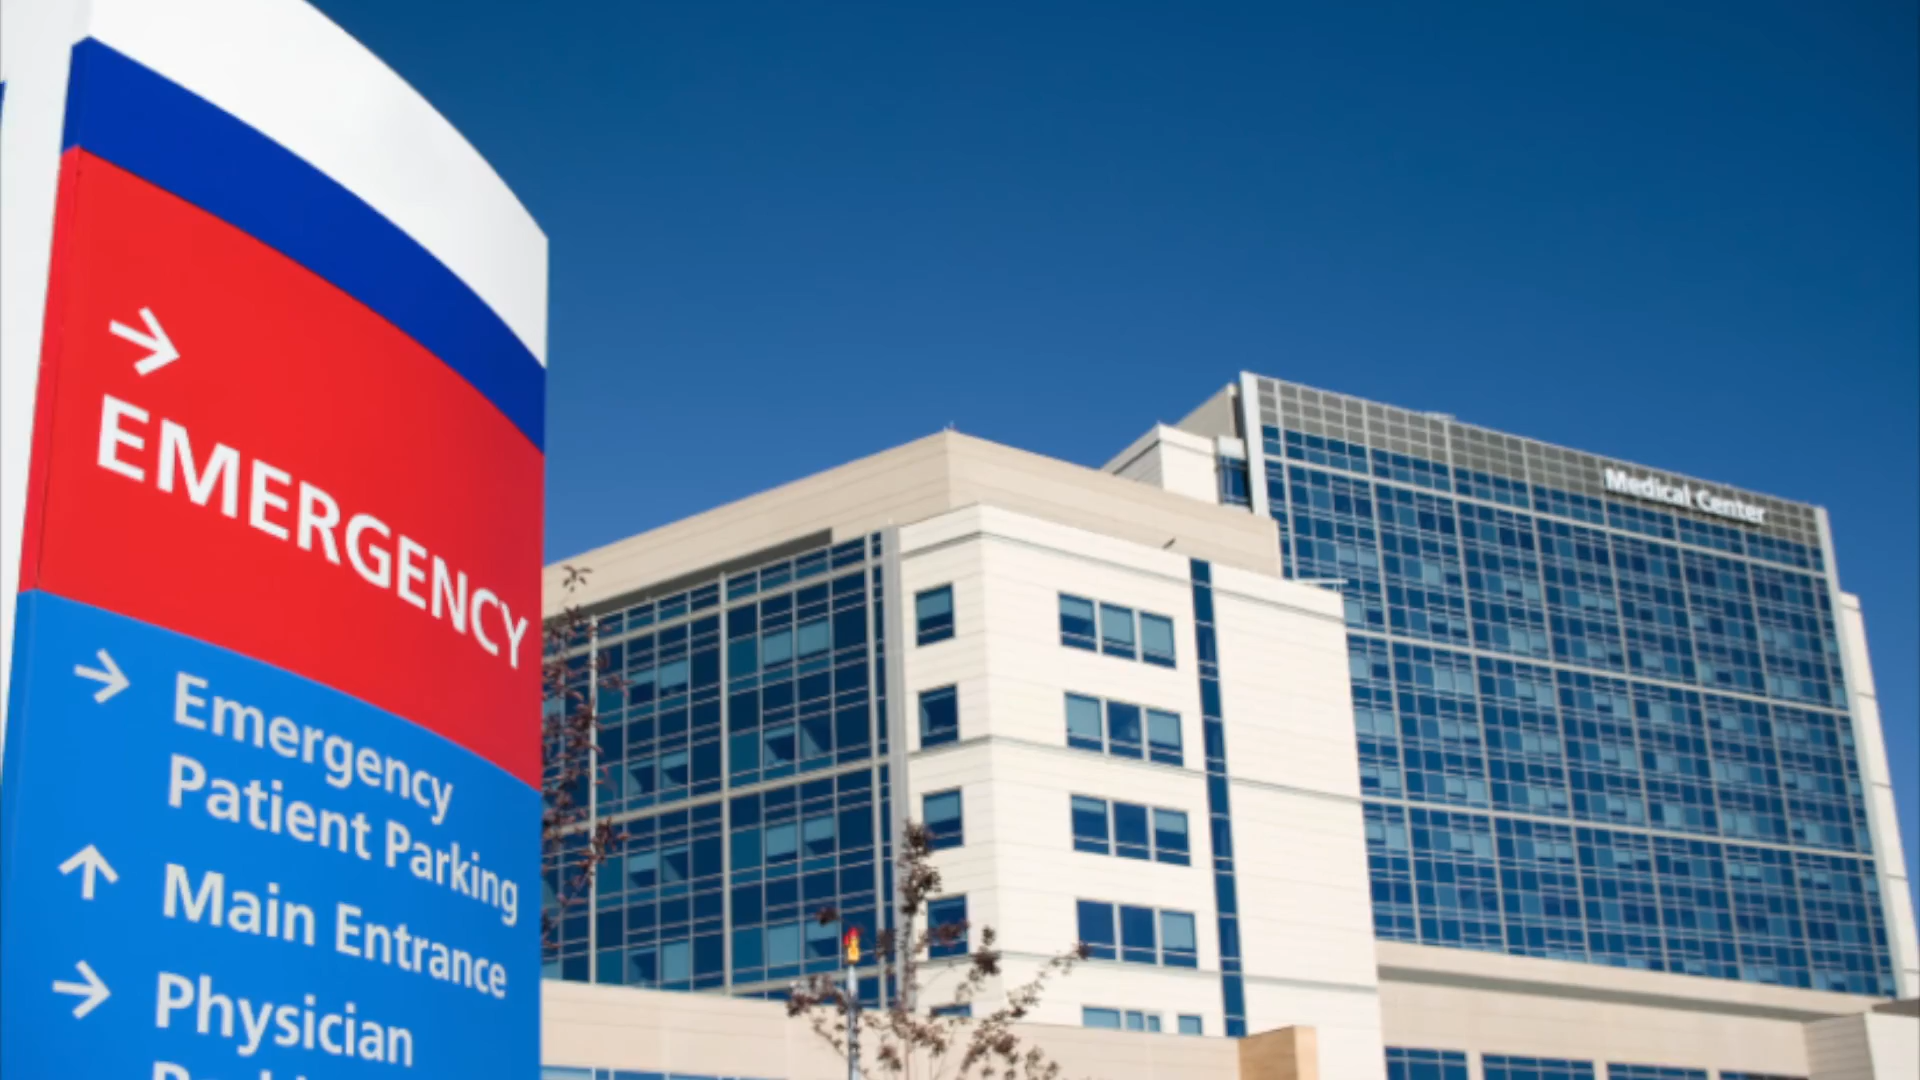 EMERGENCY
Emergency
Patient Parking
Main Entrance
Physician
Medical Center